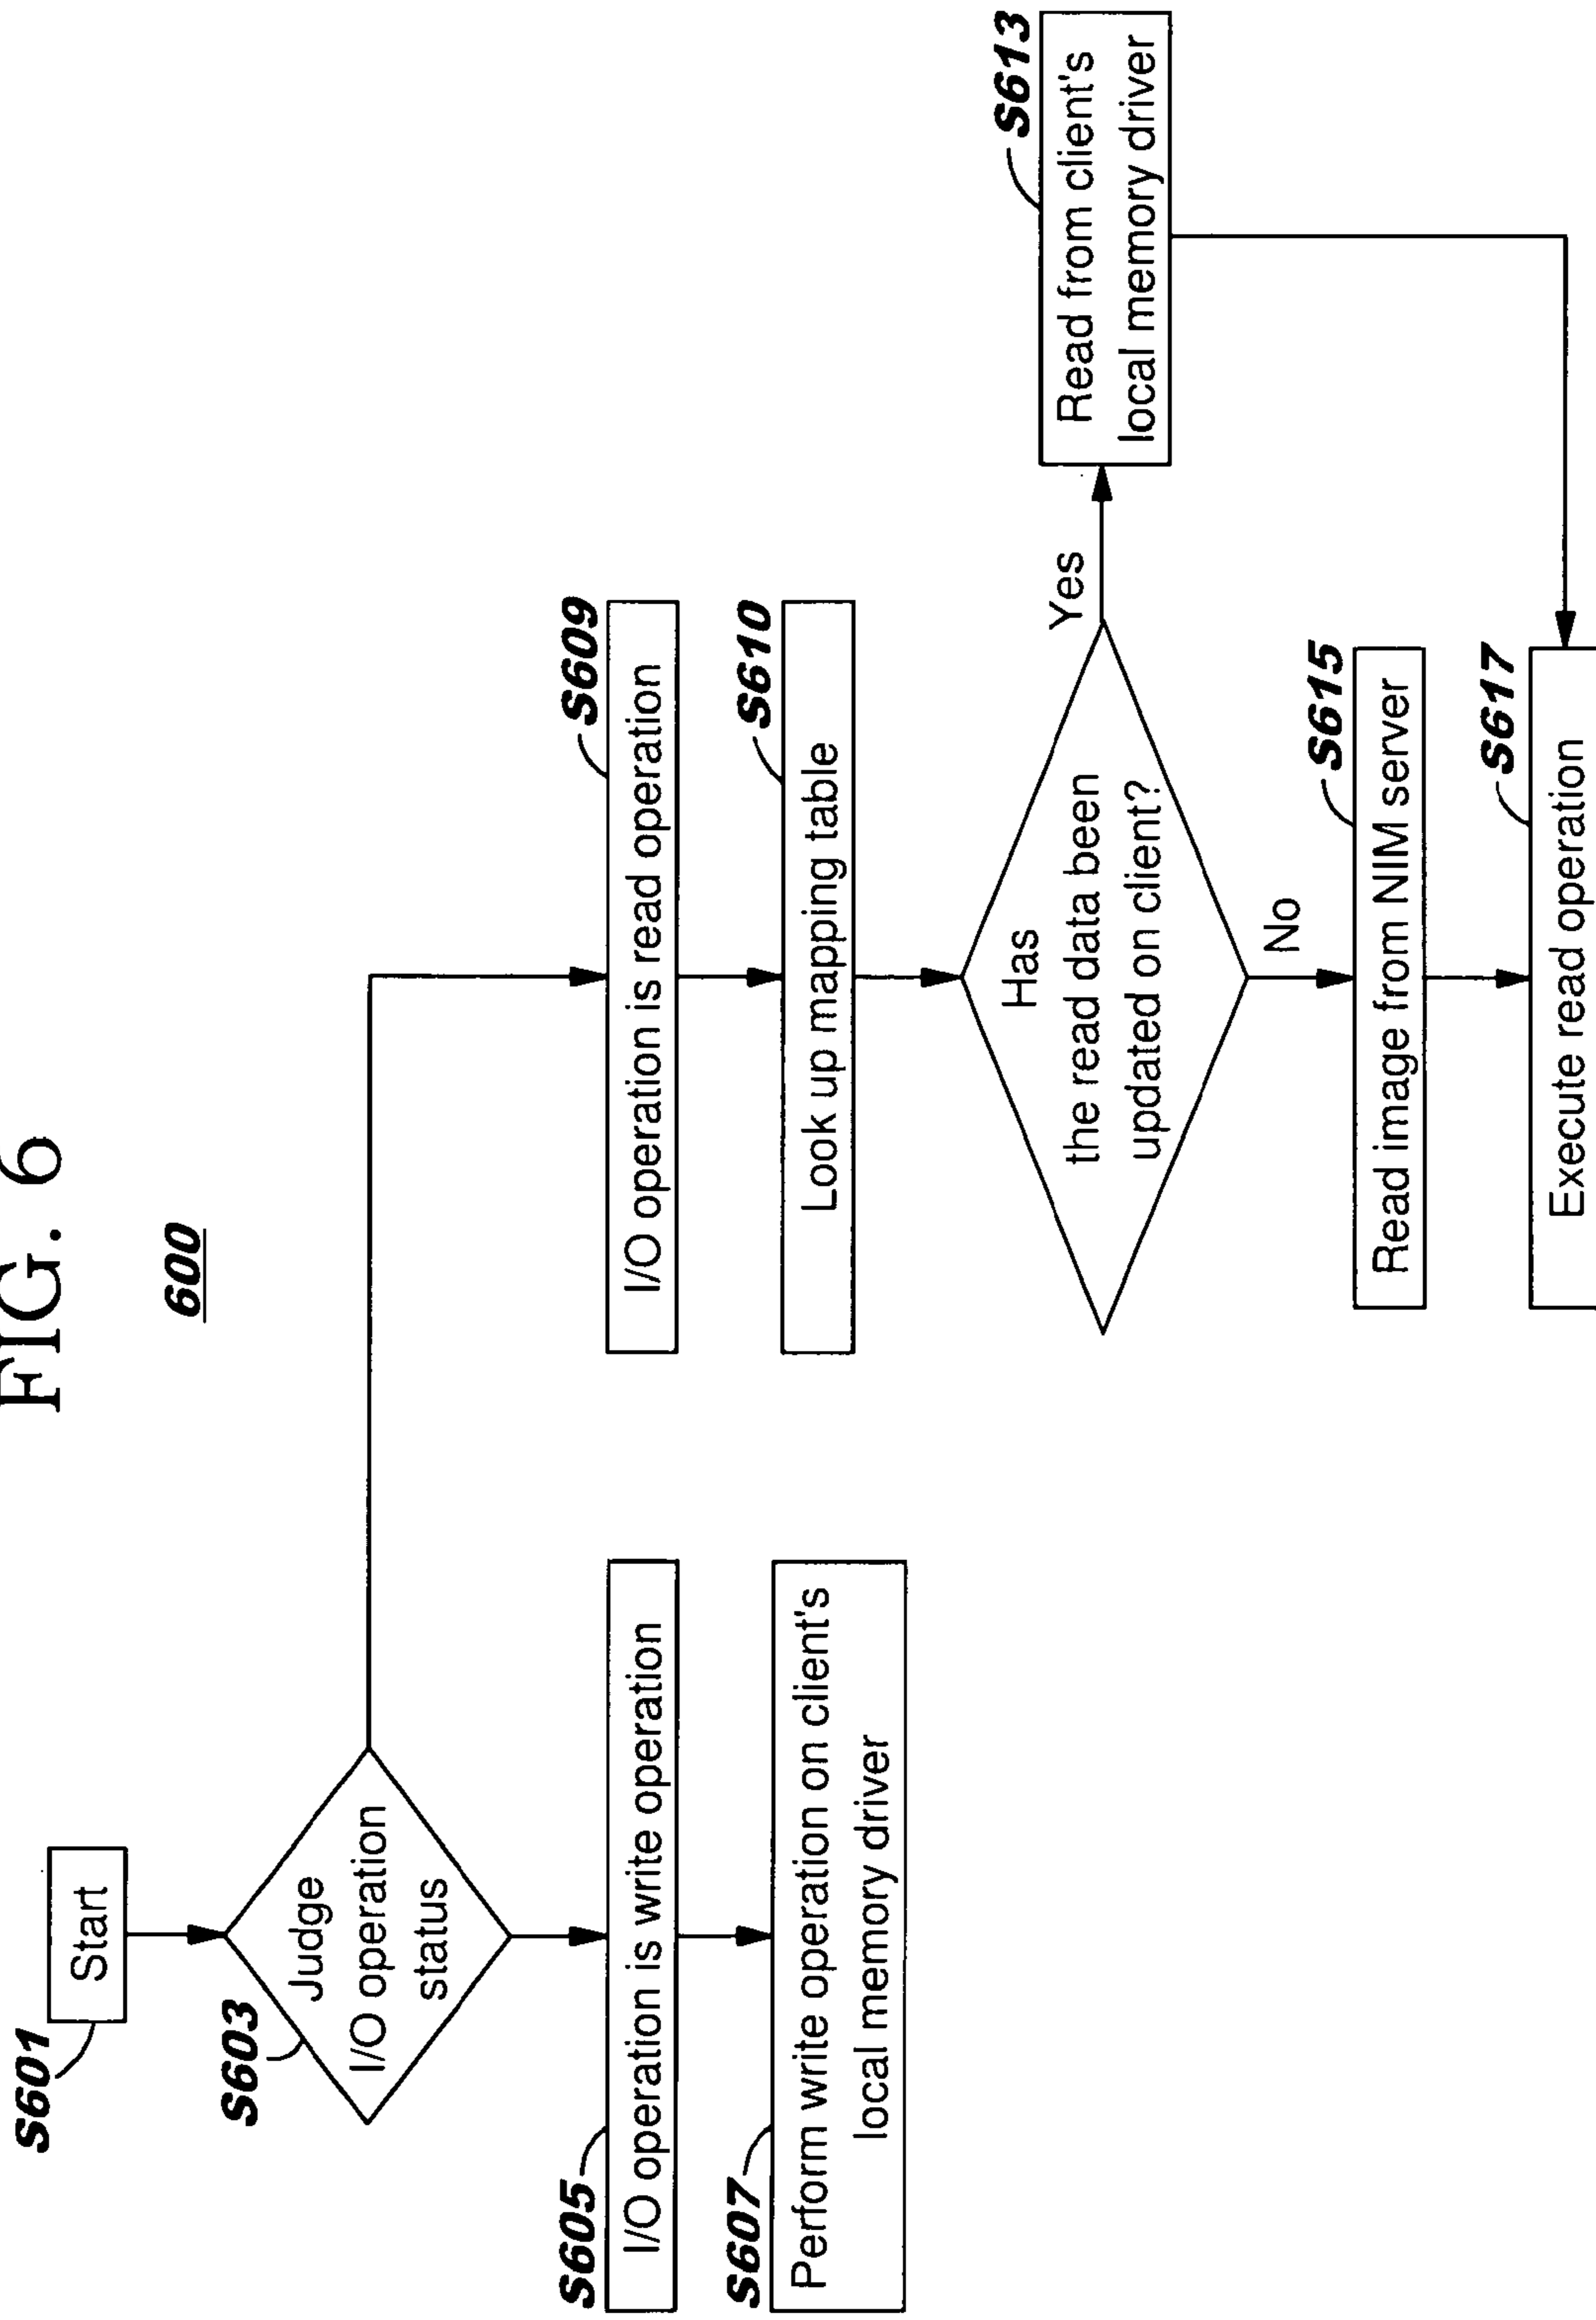 FIG. 6
600
S601
Start
S603
Judge
I/O operation
status
S605
I/O operation is write operation
S607
Perform write operation on client's
local memory driver
S609
I/O operation is read operation
S610
Look up mapping table
Has
the read data been
updated on client?
Yes
No
S613
Read from client's
local memory driver
S615
Read image from NIM server
S617
Execute read operation